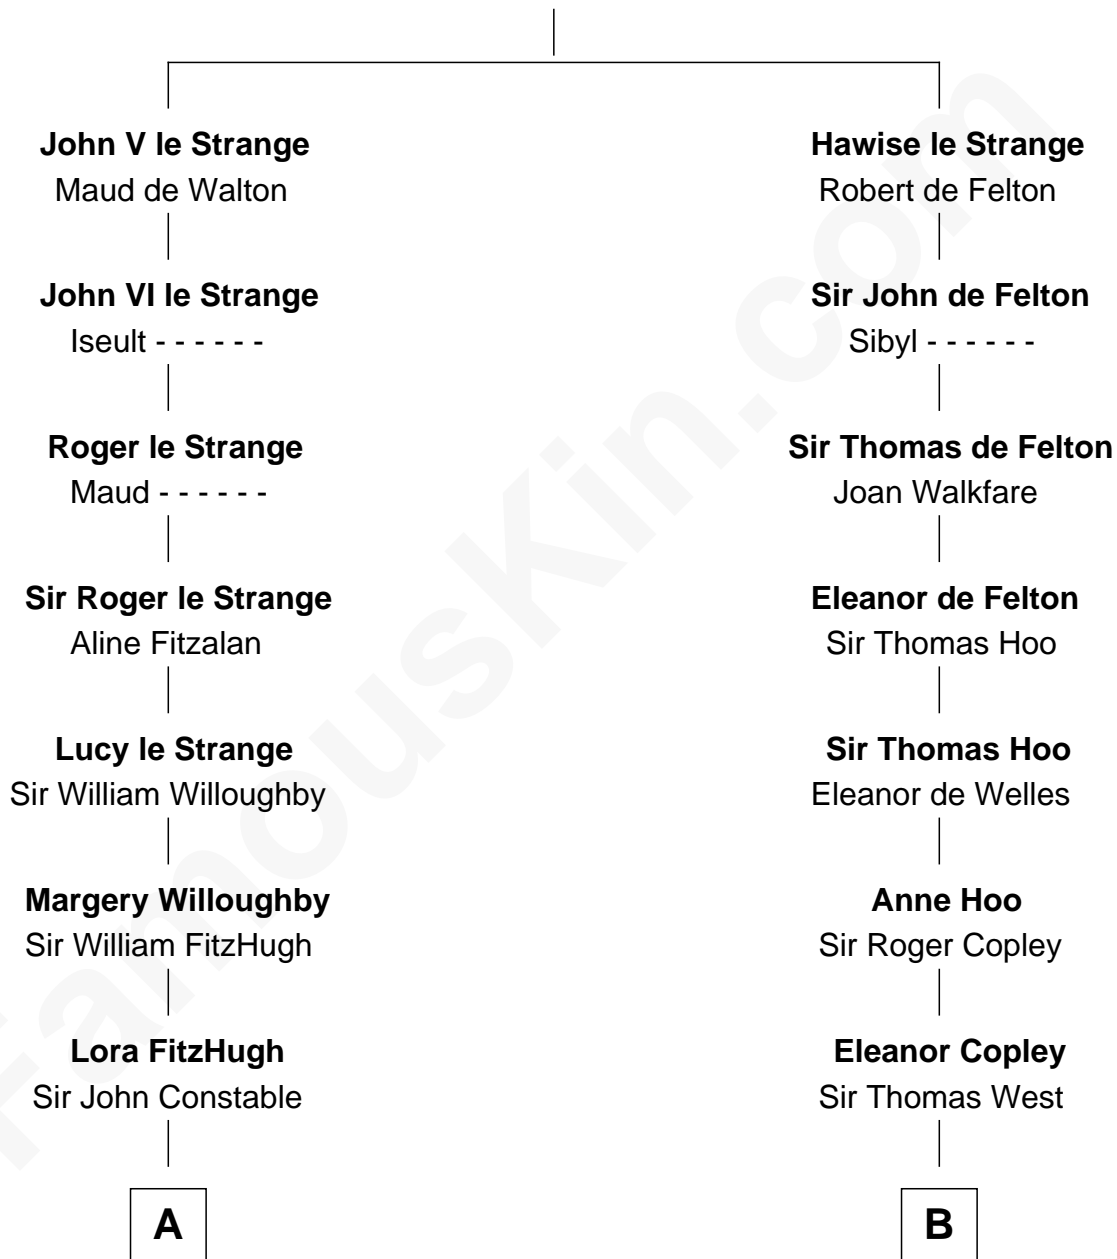 John V le Strange
Maud de Walton
John VI le Strange
Iseult - - - - - -
Roger le Strange
Maud - - - - - -
Sir Roger le Strange
Aline Fitzalan
Lucy le Strange
Sir William Willoughby
Margery Willoughby
Sir William FitzHugh
Lora FitzHugh
Sir John Constable
A
Hawise le Strange
Robert de Felton
Sir John de Felton
Sibyl - - - - - -
Sir Thomas de Felton
Joan Walkfare
Eleanor de Felton
Sir Thomas Hoo
Sir Thomas Hoo
Eleanor de Welles
Anne Hoo
Sir Roger Copley
Eleanor Copley
Sir Thomas West
B
FamousKin.com